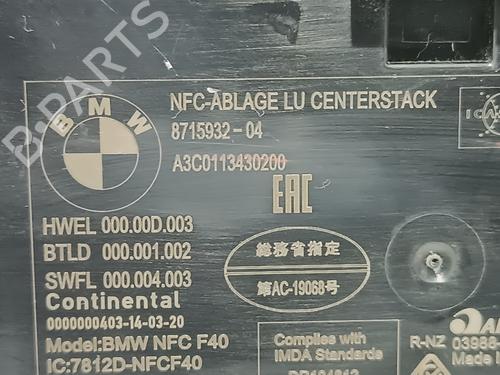 B-PARTS
BMW
NFC-ABLAGE LU CENTERSTACK
8715932-04
A3C0113430200
EAC
HWEL 000.00D.003
BTLD 000.001.002
SWFL 000.004.003
Continental
0000000403-14-03-20
Model:BMW NFC F40
IC:7812D-NFCF40
総務省指定
第AC-19068号
Complies with
IMDA Standards
R-NZ
Made